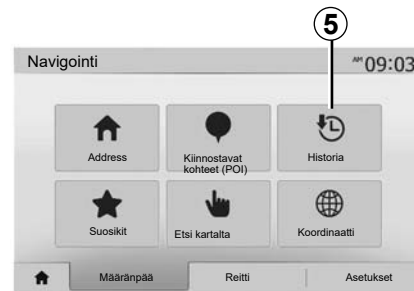 5
Navigointi
AM 09:03
Address
Kiinnostavat
kohteet (POI)
Historia
Suosikit
Etsi kartalta
Koordinaatti
Määränpää
Reitti
Asetukset